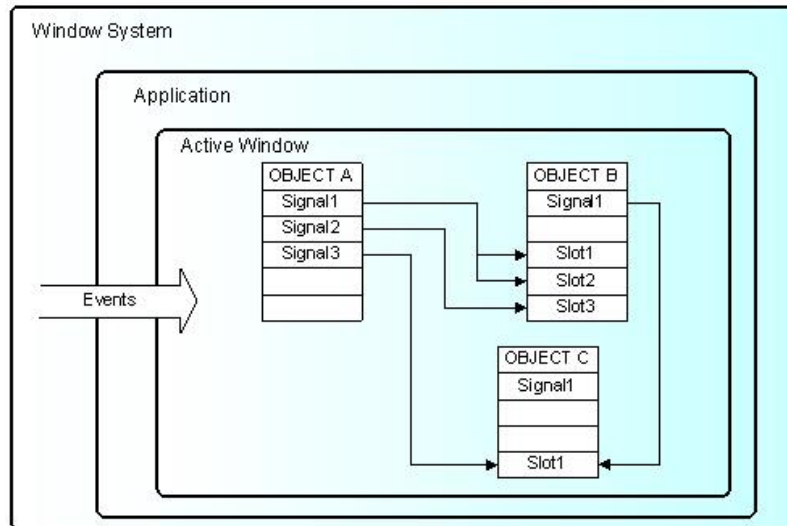 Window System
Application
Active Window
OBJECT A
Signal1
Signal2
Signal3
OBJECT B
Signal1
Slot1
Slot2
Slot3
Events
OBJECT C
Signal1
Slot1